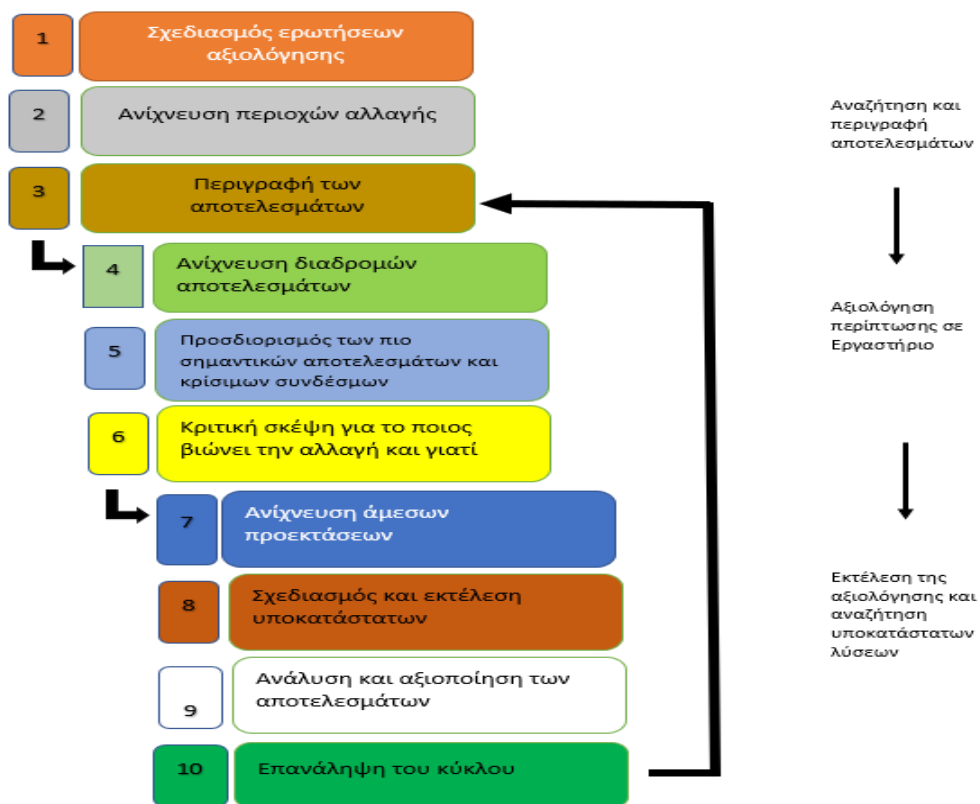 1
Σχεδιασμός ερωτήσεων
αξιολόγησης
2
Ανίχνευση περιοχών αλλαγής
3
Περιγραφή των
αποτελεσμάτων
4
Ανίχνευση διαδρομών
αποτελεσμάτων
5
Προσδιορισμός των πιο
σημαντικών αποτελεσμάτων και
κρίσιμων συνδέσμων
6
Κριτική σκέψη για το ποιος
βιώνει την αλλαγή και γιατί
7
Ανίχνευση άμεσων
προεκτάσεων
8
Σχεδιασμός και εκτέλεση
υποκατάστατων
9
Ανάλυση και αξιοποίηση των
αποτελεσμάτων
10
Επανάληψη του κύκλου
Αναζήτηση και
περιγραφή
αποτελεσμάτων
Αξιολόγηση
περίπτωσης σε
Εργαστήριο
Εκτέλεση της
αξιολόγησης και
αναζήτηση
υποκατάστατων
λύσεων